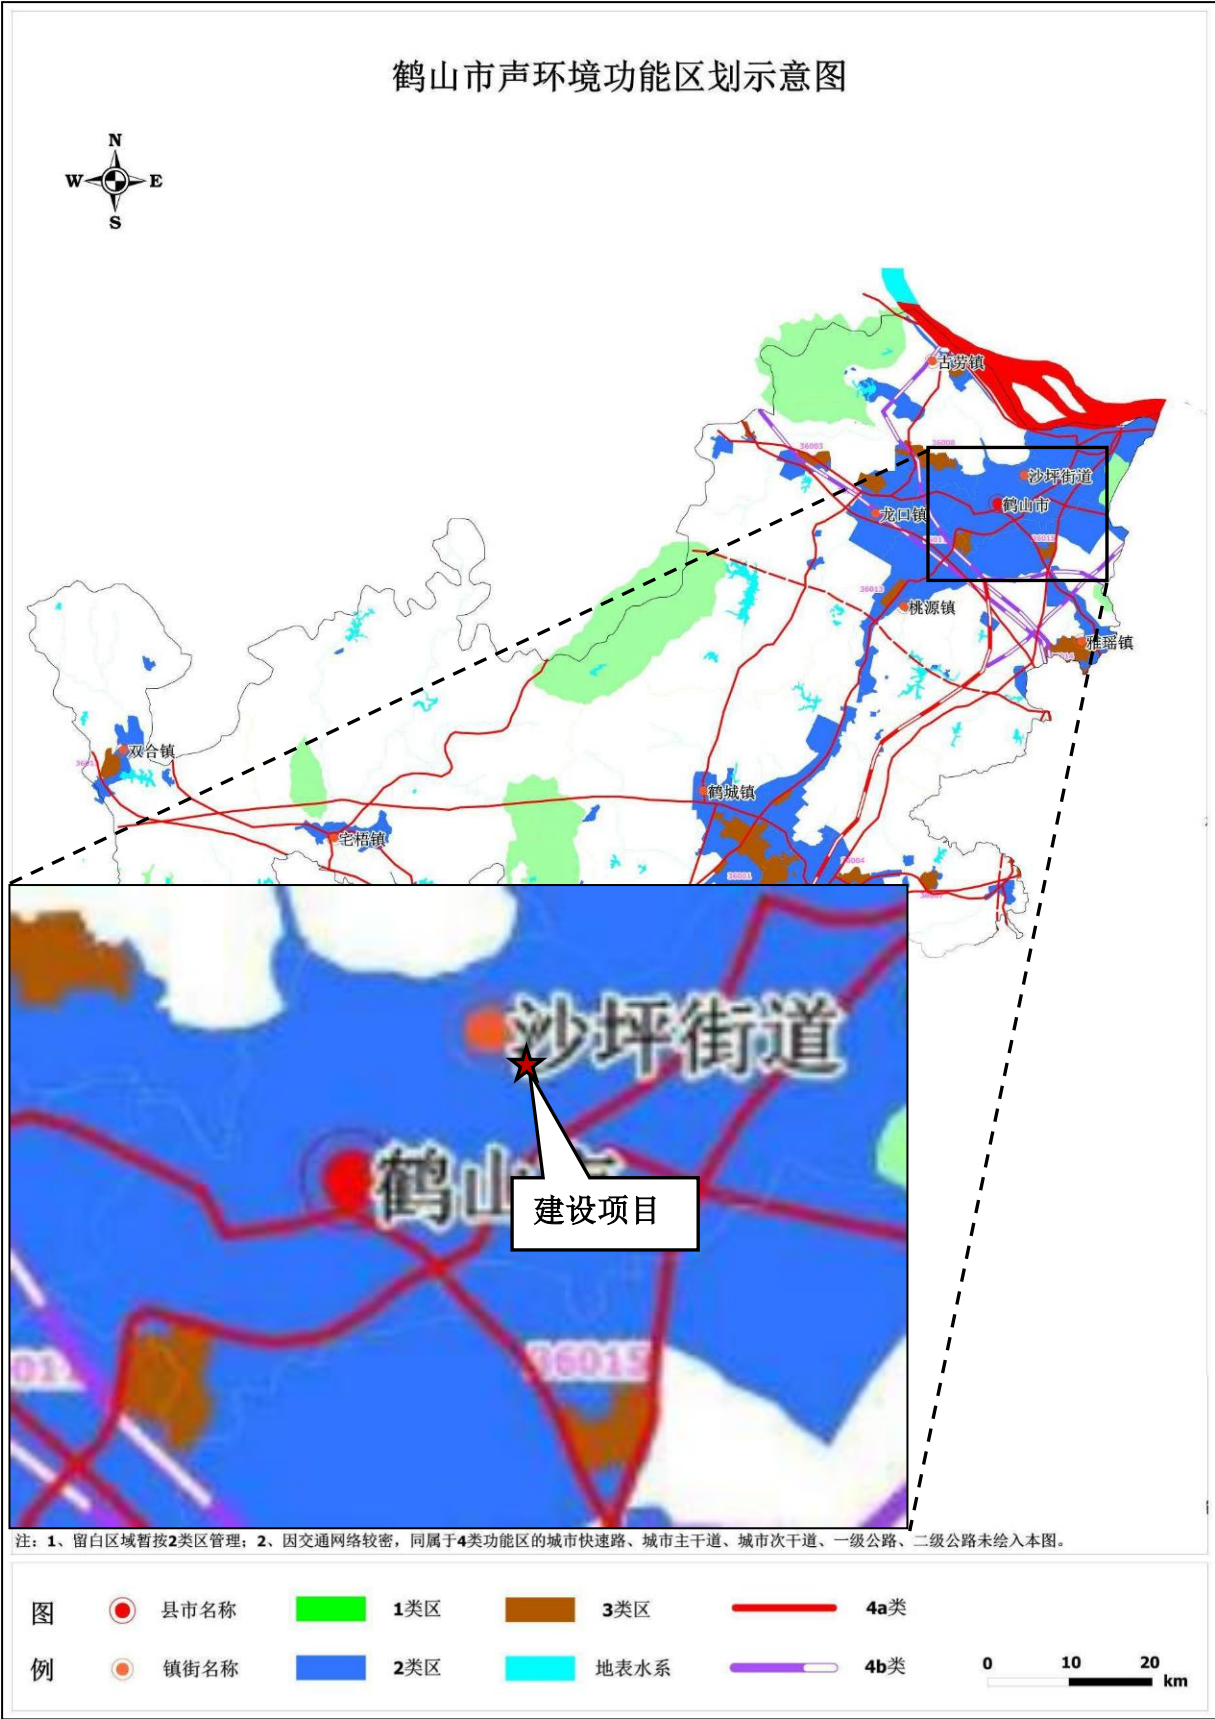 鹤山市声环境功能区划示意图
N
W E
S
古劳镇
36003
36008
沙坪街道
鹤山市
龙口镇
36015
36013
桃源镇
雅瑶镇
双合镇
鹤城镇
宅梧镇
36004
36001
沙坪街道
鹤山
建设项目
36015
注：1、留白区域暂按2类区管理；2、因交通网络较密，同属于4类功能区的城市快速路、城市主干道、城市次干道、一级公路、二级公路未绘入本图。
图 县市名称 1类区 3类区 4a类
例 镇街名称 2类区 地表水系 4b类
0 10 20
km